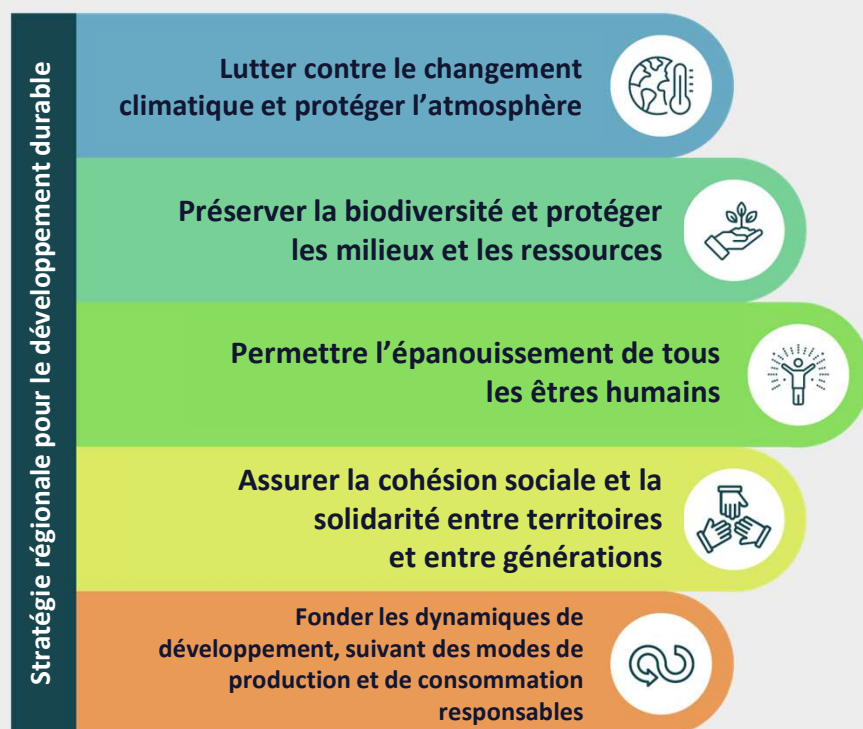 Stratégie régionale pour le développement durable
Lutter contre le changement
climatique et protéger l’atmosphère
Préserver la biodiversité et protéger
les milieux et les ressources
Permettre l’épanouissement de tous
les êtres humains
Assurer la cohésion sociale et la
solidarité entre territoires
et entre générations
Fonder les dynamiques de
développement, suivant des modes de
production et de consommation
responsables